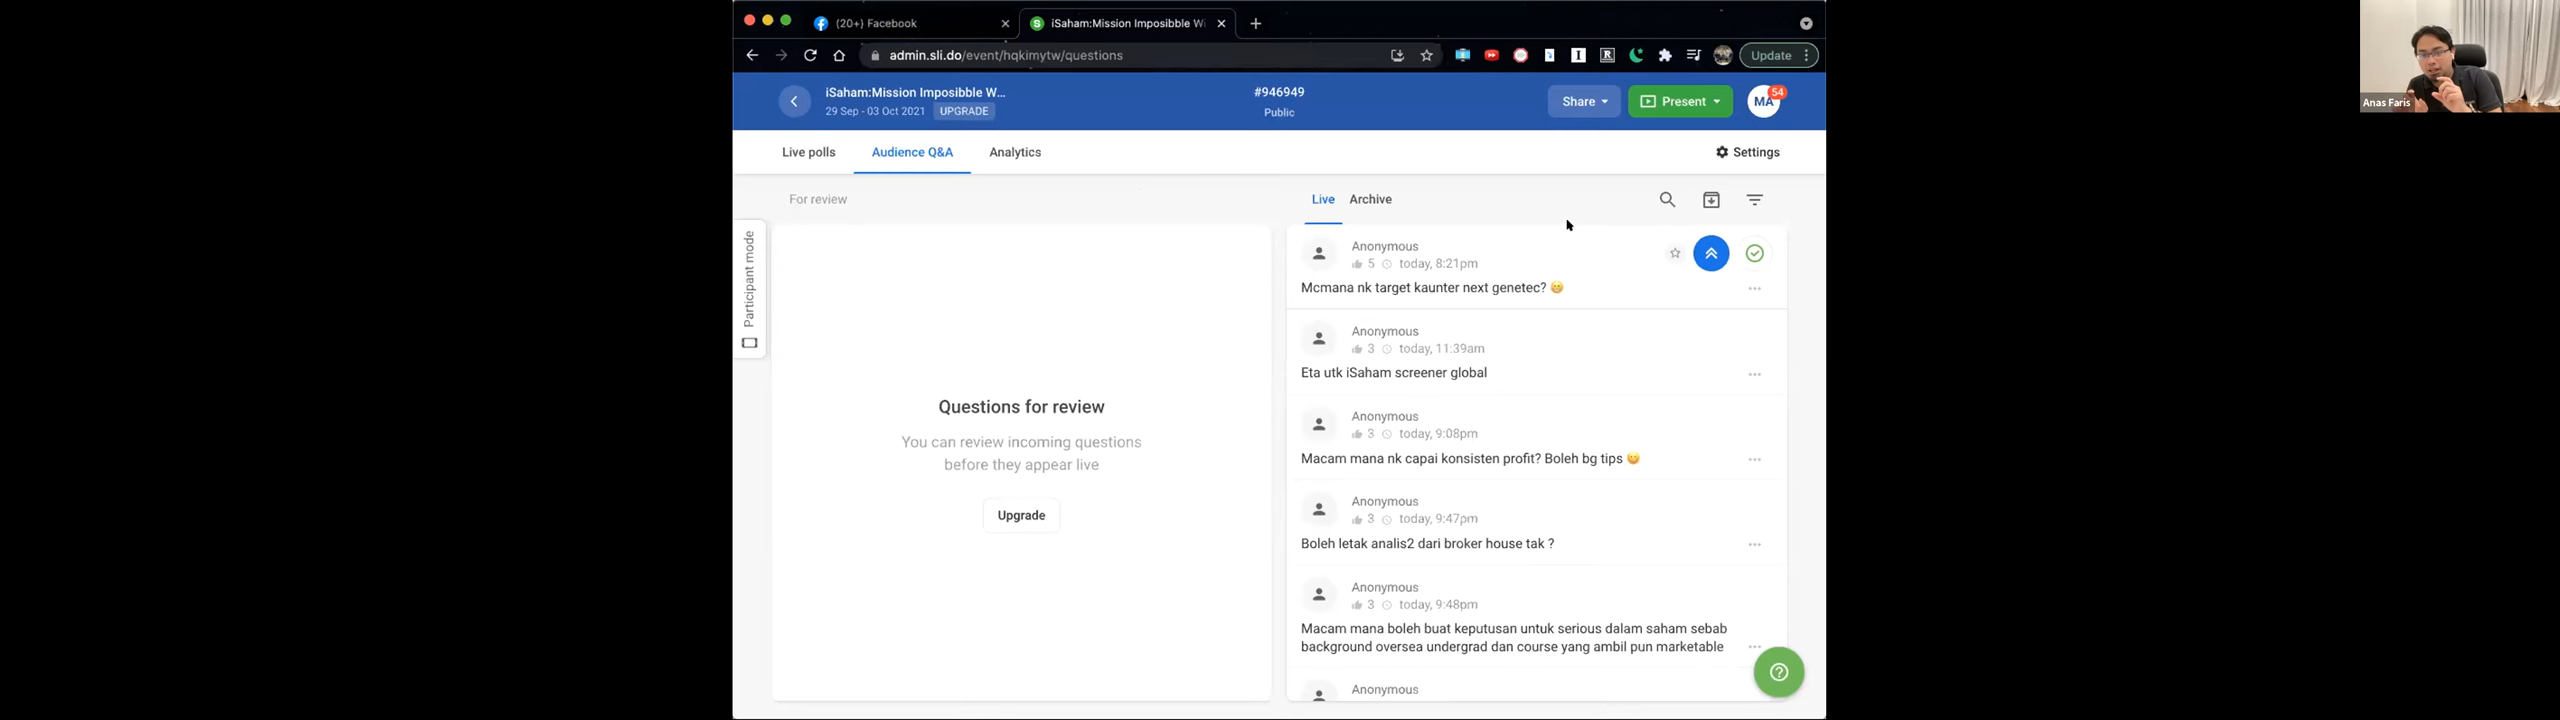 (20+) Facebook
iSaham:Mission Imposibble Wi
admin.sli.do/event/hqkimytw/questions
Update
iSaham:Mission Imposibble W...
29 Sep - 03 Oct 2021 UPGRADE
#946949
Public
Share
Present
MA
54
Anas Faris
Live polls
Audience Q&A
Analytics
Settings
For review
Live
Archive
Participant mode
Questions for review
You can review incoming questions
before they appear live
Upgrade
Anonymous
5 today, 8:21pm
Mcmana nk target kaunter next genetec? 😁
Anonymous
3 today, 11:39am
Eta utk iSaham screener global
Anonymous
3 today, 9:08pm
Macam mana nk capai konsisten profit? Boleh bg tips 😀
Anonymous
3 today, 9:47pm
Boleh letak analis2 dari broker house tak ?
Anonymous
3 today, 9:48pm
Macam mana boleh buat keputusan untuk serious dalam saham sebab
background oversea undergrad dan course yang ambil pun marketable
Anonymous